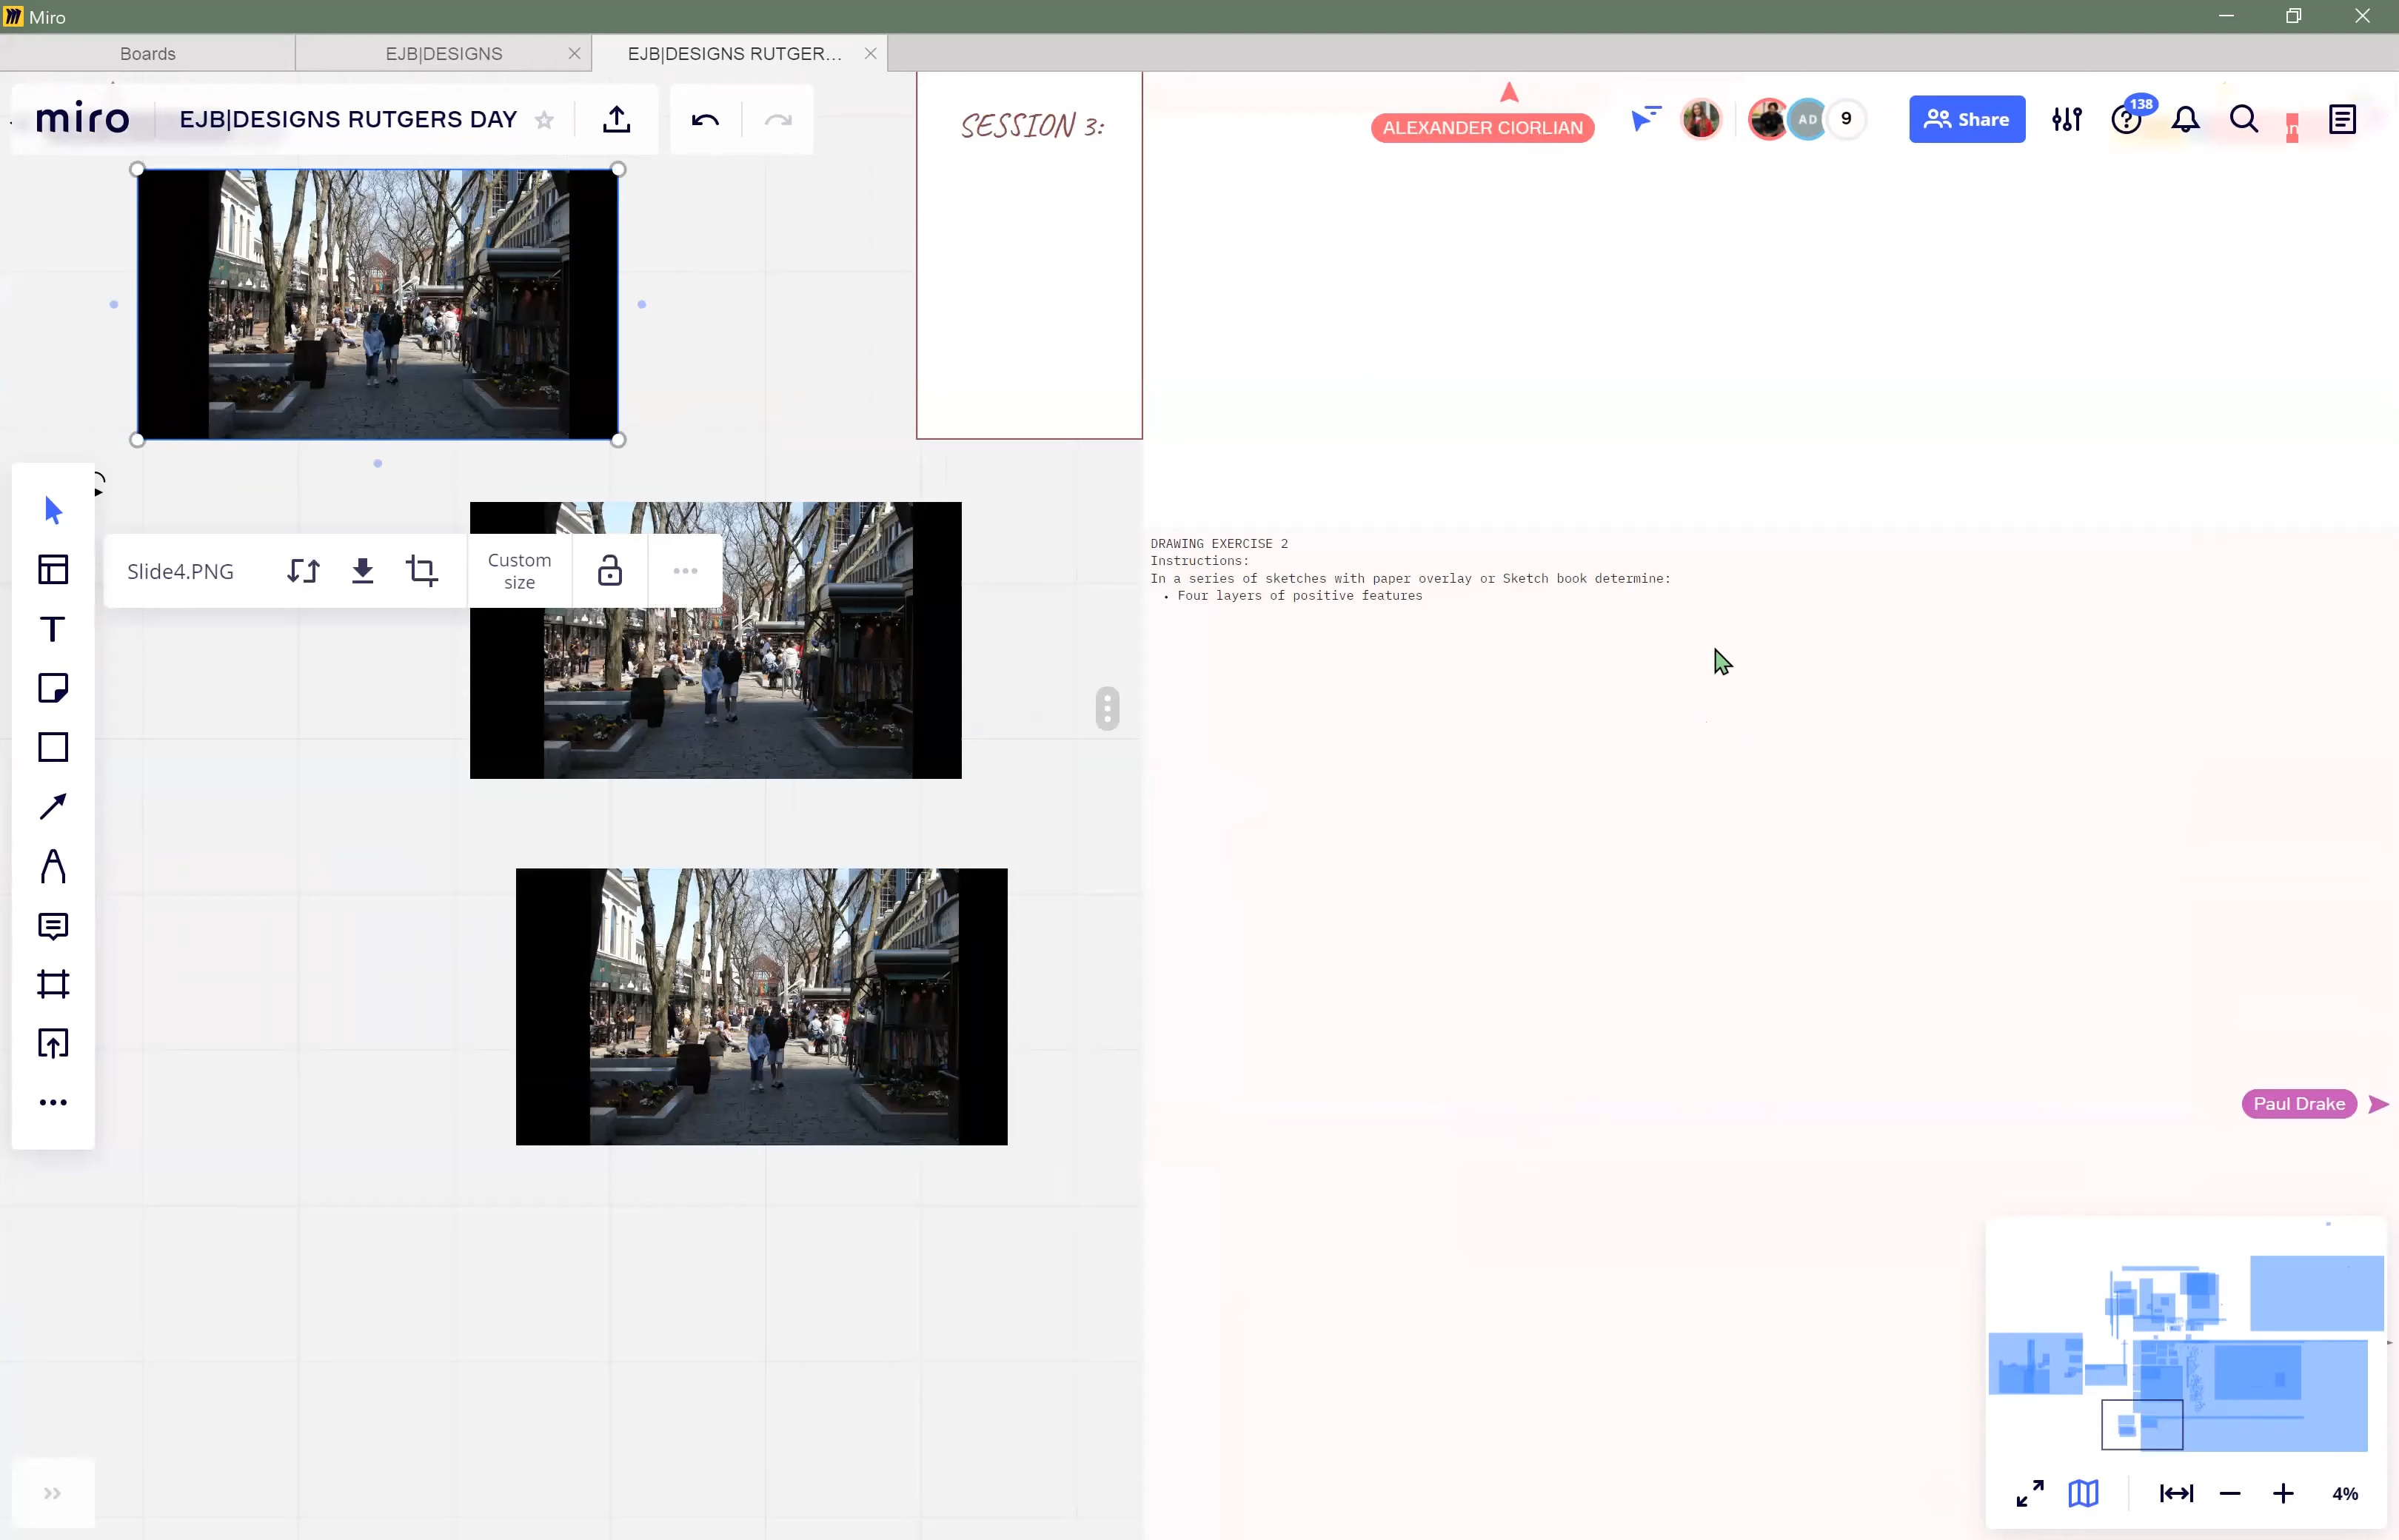 Miro
Boards
EJB|DESIGNS
EJB|DESIGNS RUTGER...
miro
EJB|DESIGNS RUTGERS DAY
SESSION 3:
ALEXANDER CIORLIAN
AD
9
Share
138
Slide4.PNG
Custom
size
DRAWING EXERCISE 2
Instructions:
In a series of sketches with paper overlay or Sketch book determine:
• Four layers of positive features
Paul Drake
4%